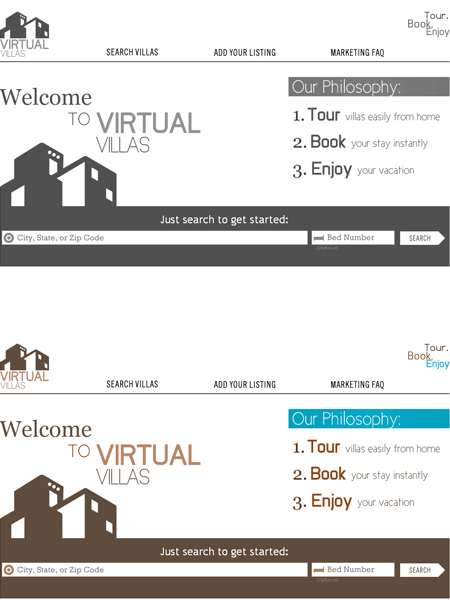 VIRTUAL
VILLAS
Tour.
Book.
Enjoy
SEARCH VILLAS
ADD YOUR LISTING
MARKETING FAQ
Welcome
TO VIRTUAL
VILLAS
Our Philosophy:
1. Tour villas easily from home
2. Book your stay instantly
3. Enjoy your vacation
Just search to get started:
City, State, or Zip Code
Bed Number
(Optional)
SEARCH
VIRTUAL
VILLAS
Tour.
Book.
Enjoy
SEARCH VILLAS
ADD YOUR LISTING
MARKETING FAQ
Welcome
TO VIRTUAL
VILLAS
Our Philosophy:
1. Tour villas easily from home
2. Book your stay instantly
3. Enjoy your vacation
Just search to get started:
City, State, or Zip Code
Bed Number
(Optional)
SEARCH